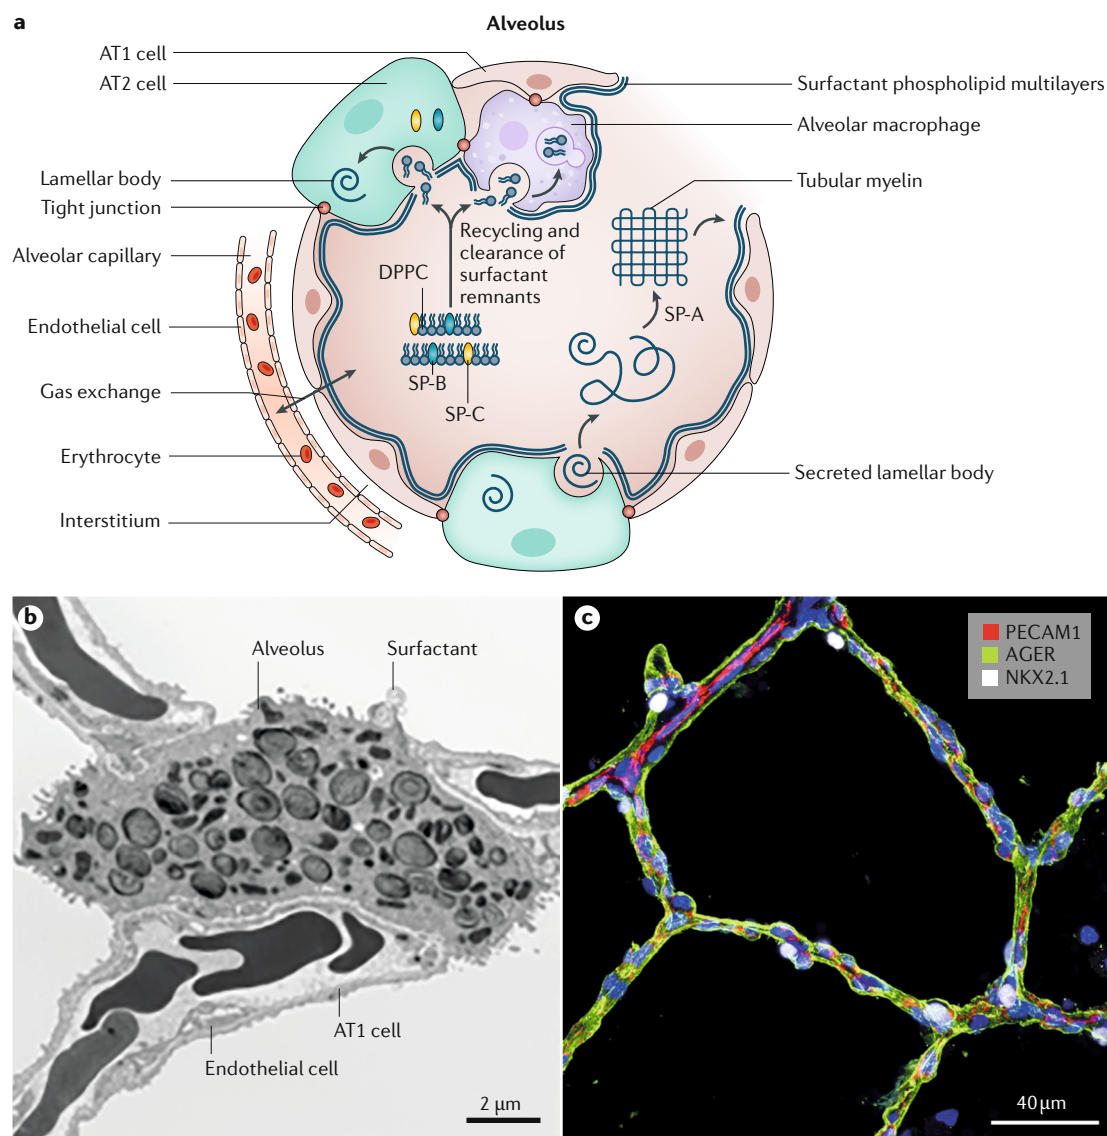 a
Alveolus
AT1 cell
AT2 cell
Surfactant phospholipid multilayers
Alveolar macrophage
Lamellar body
Tubular myelin
Tight junction
Recycling and
clearance of
surfactant
remnants
Alveolar capillary
DPPC
SP-A
Endothelial cell
SP-B
Gas exchange
SP-C
Erythrocyte
Secreted lamellar body
Interstitium
b
Alveolus
Surfactant
AT1 cell
Endothelial cell
2 µm
c
PECAM1
AGER
NKX2.1
40 µm